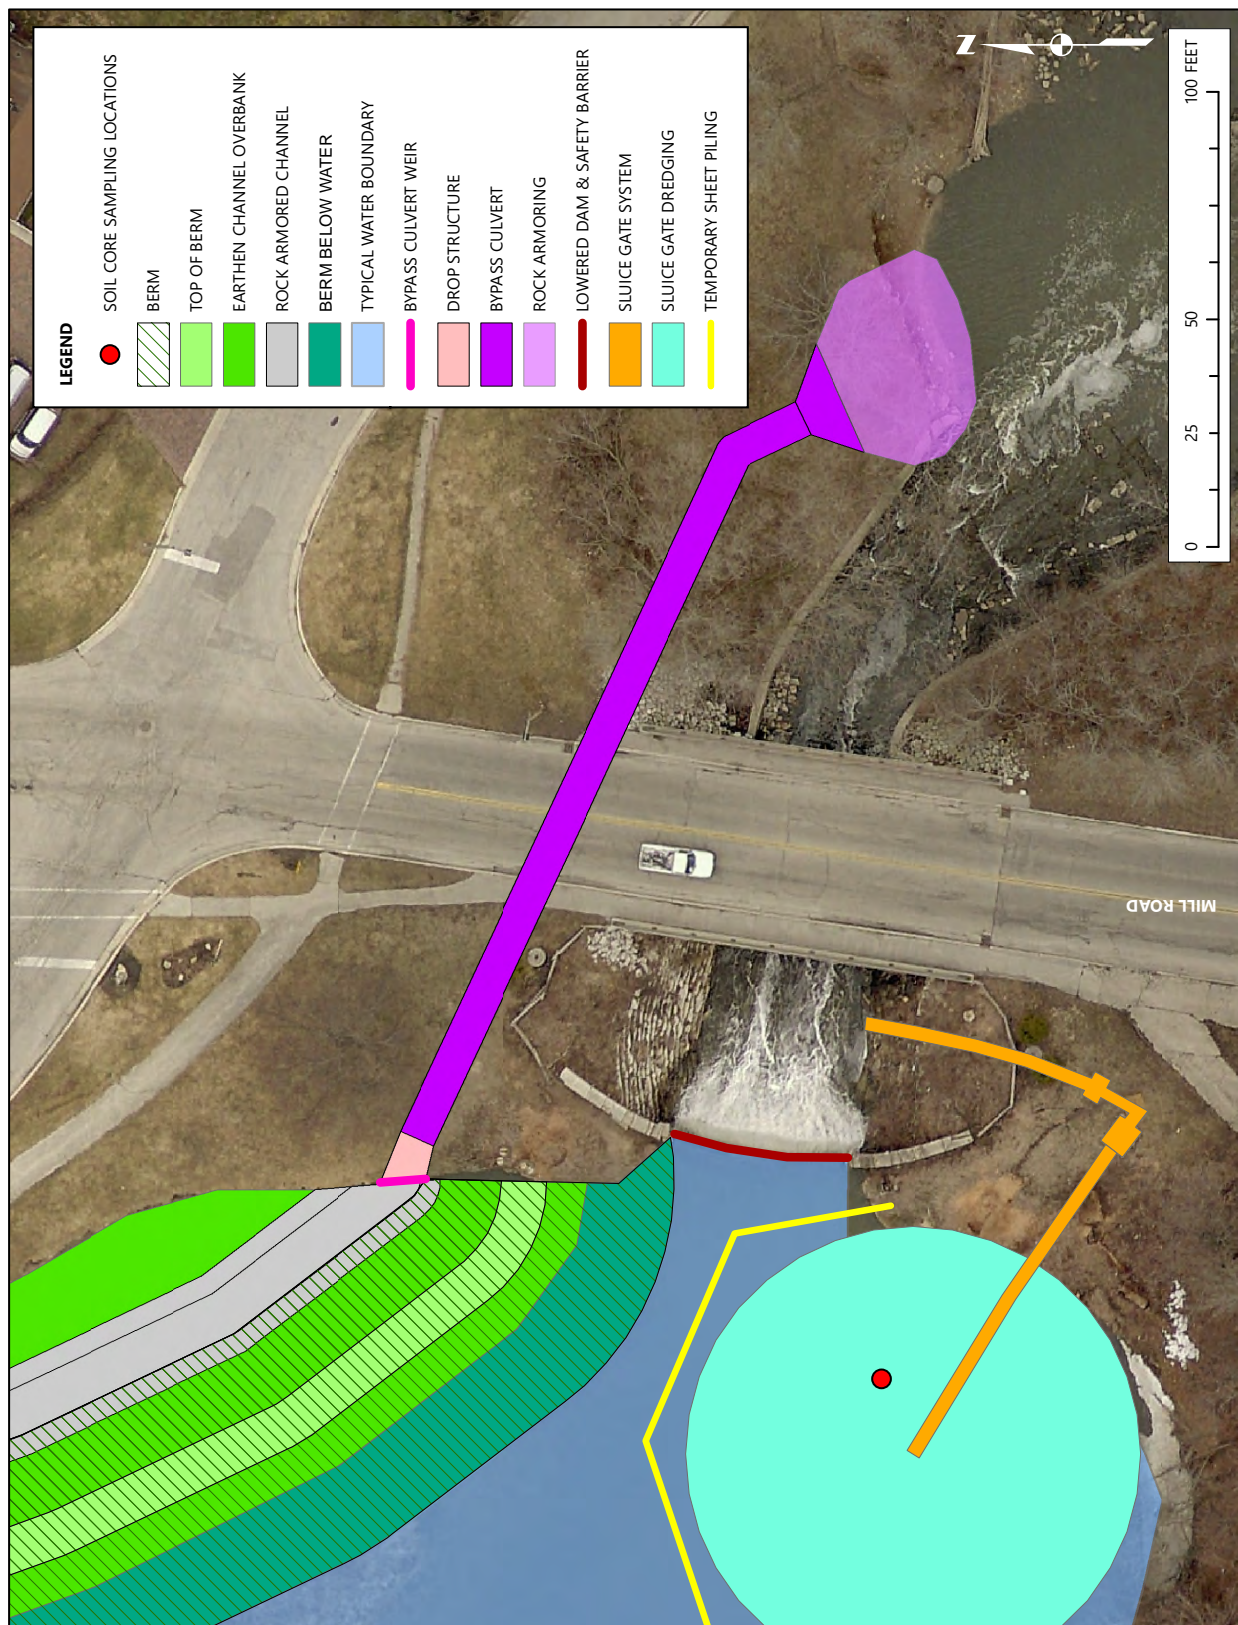 LEGEND
SOIL CORE SAMPLING LOCATIONS
BERM
TOP OF BERM
EARTHEN CHANNEL OVERBANK
ROCK ARMORED CHANNEL
BERM BELOW WATER
TYPICAL WATER BOUNDARY
BYPASS CULVERT WEIR
DROP STRUCTURE
BYPASS CULVERT
ROCK ARMORING
LOWERED DAM & SAFETY BARRIER
SLUICE GATE SYSTEM
SLUICE GATE DREDGING
TEMPORARY SHEET PILING
Z
0 25 50 100 FEET
MILL ROAD